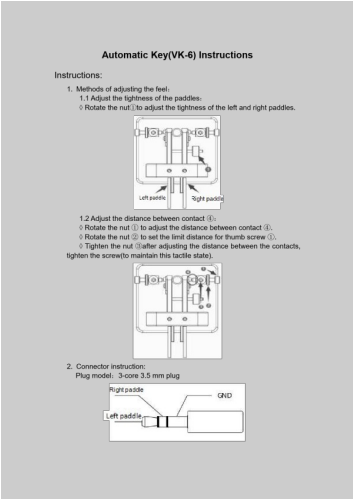 Automatic Key(VK-6) Instructions
Instructions:
1. Methods of adjusting the feel:
1.1 Adjust the tightness of the paddles:
◊ Rotate the nut①to adjust the tightness of the left and right paddles.
Left paddle
Right paddle
1.2 Adjust the distance between contact ④:
◊ Rotate the nut ① to adjust the distance between contact ④.
◊ Rotate the nut ② to set the limit distance for thumb screw ①.
◊ Tighten the nut ③after adjusting the distance between the contacts,
tighten the screw(to maintain this tactile state).
2. Connector instruction:
Plug model: 3-core 3.5 mm plug
Right paddle
GND
Left paddle